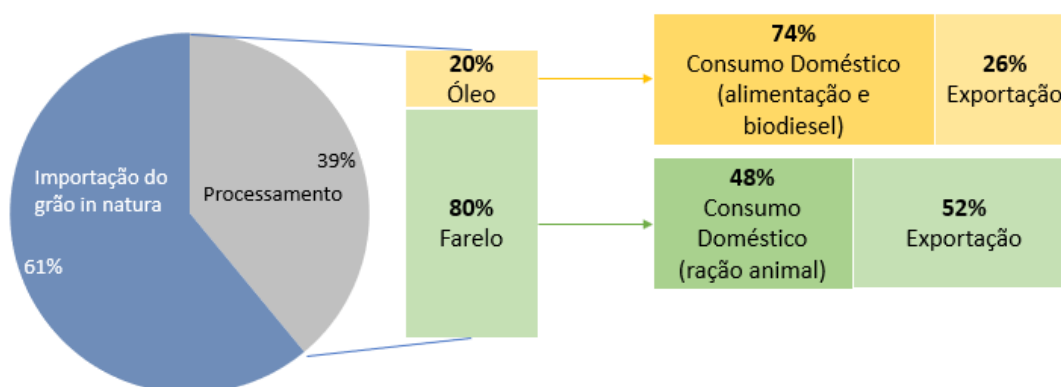 Importação do
grão in natura
61%
39%
Processamento
20%
Óleo
80%
Farelo
74%
Consumo Doméstico
(alimentação e
biodiesel)
26%
Exportação
48%
Consumo
Doméstico
(ração animal)
52%
Exportação